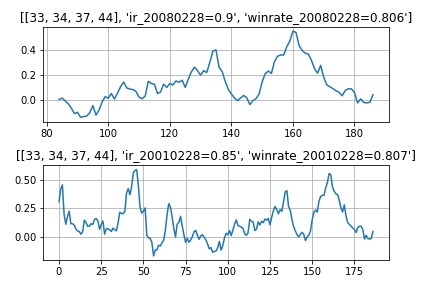 [[33, 34, 37, 44], 'ir_20080228=0.9', 'winrate_20080228=0.806']
0.4
0.2
0.0
80 100 120 140 160 180
[[33, 34, 37, 44], 'ir_20010228=0.85', 'winrate_20010228=0.807']
0.50
0.25
0.00
0 25 50 75 100 125 150 175